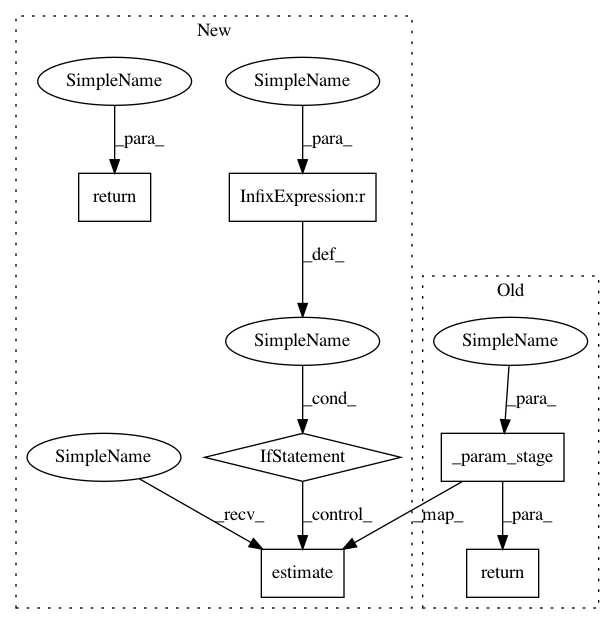 New
SimpleName
SimpleName
_para_
_para_
return
InfixExpression:r
_def_
Old
SimpleName
SimpleName
_cond_
_para_
SimpleName
IfStatement
_param_stage
_recv_
_control_
_map_
_para_
estimate
return